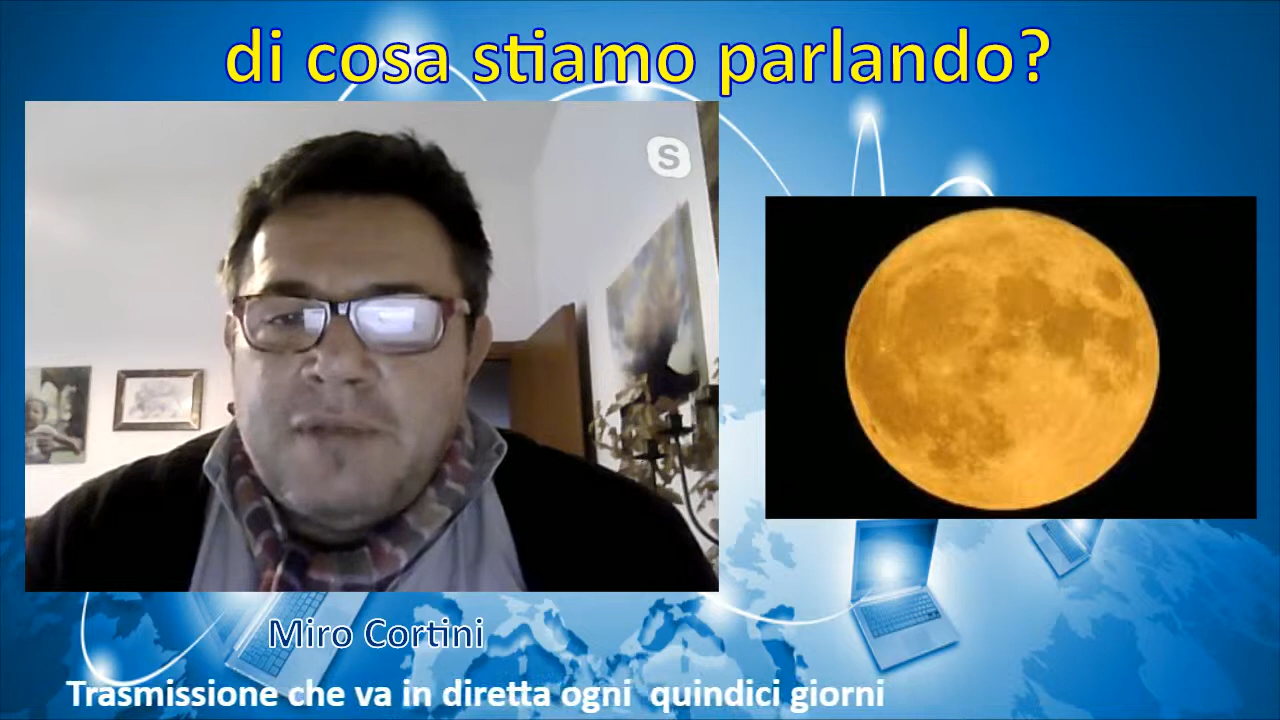 di cosa stiamo parlando?
S
Miro Cortini
Trasmissione che va in diretta ogni quindici giorni